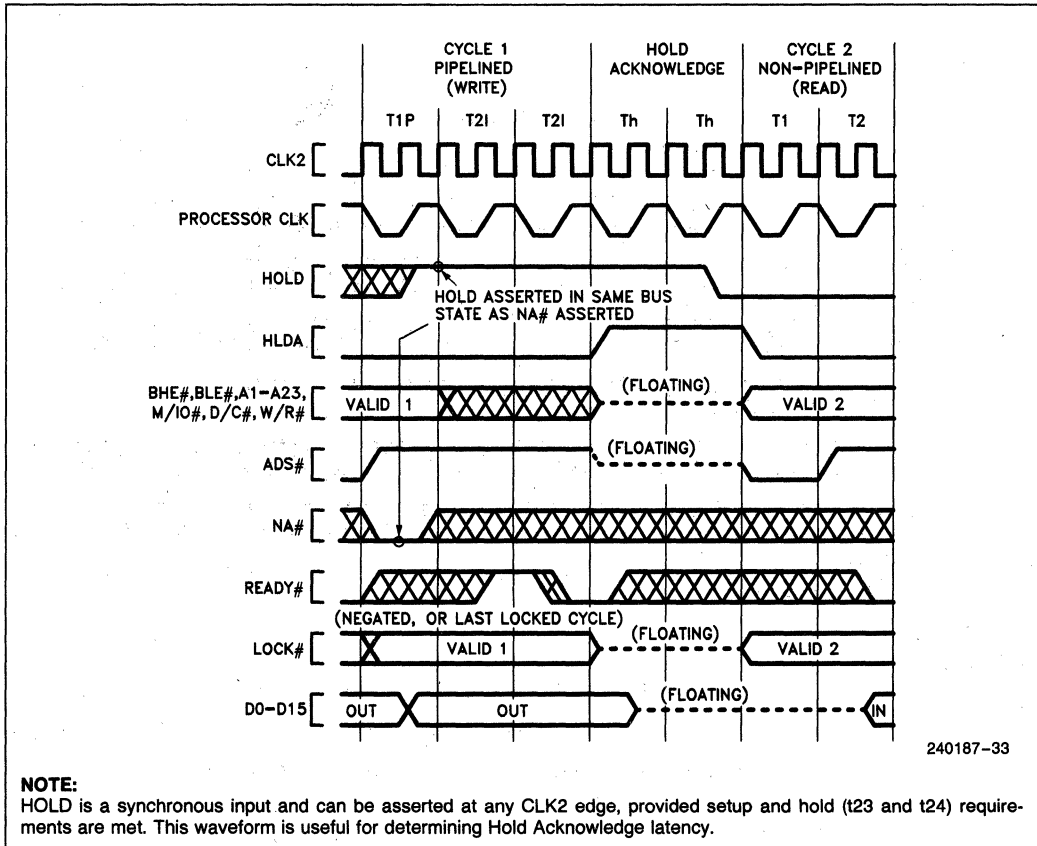 CYCLE 1
PIPELINED
(WRITE)
HOLD
ACKNOWLEDGE
CYCLE 2
NON-PIPELINED
(READ)
T1P T2I T2I Th Th T1 T2
CLK2
PROCESSOR CLK
HOLD
HOLD ASSERTED IN SAME BUS
STATE AS NA# ASSERTED
HLDA
BHE#,BLE#,A1-A23,
M/IO#,D/C#,W/R#
VALID 1
(FLOATING)
VALID 2
ADS#
(FLOATING)
NA#
READY#
(NEGATED, OR LAST LOCKED CYCLE)
LOCK#
VALID 1
(FLOATING)
VALID 2
D0-D15
OUT
OUT
(FLOATING)
IN
240187-33
NOTE:
HOLD is a synchronous input and can be asserted at any CLK2 edge, provided setup and hold (t23 and t24) require-
ments are met. This waveform is useful for determining Hold Acknowledge latency.